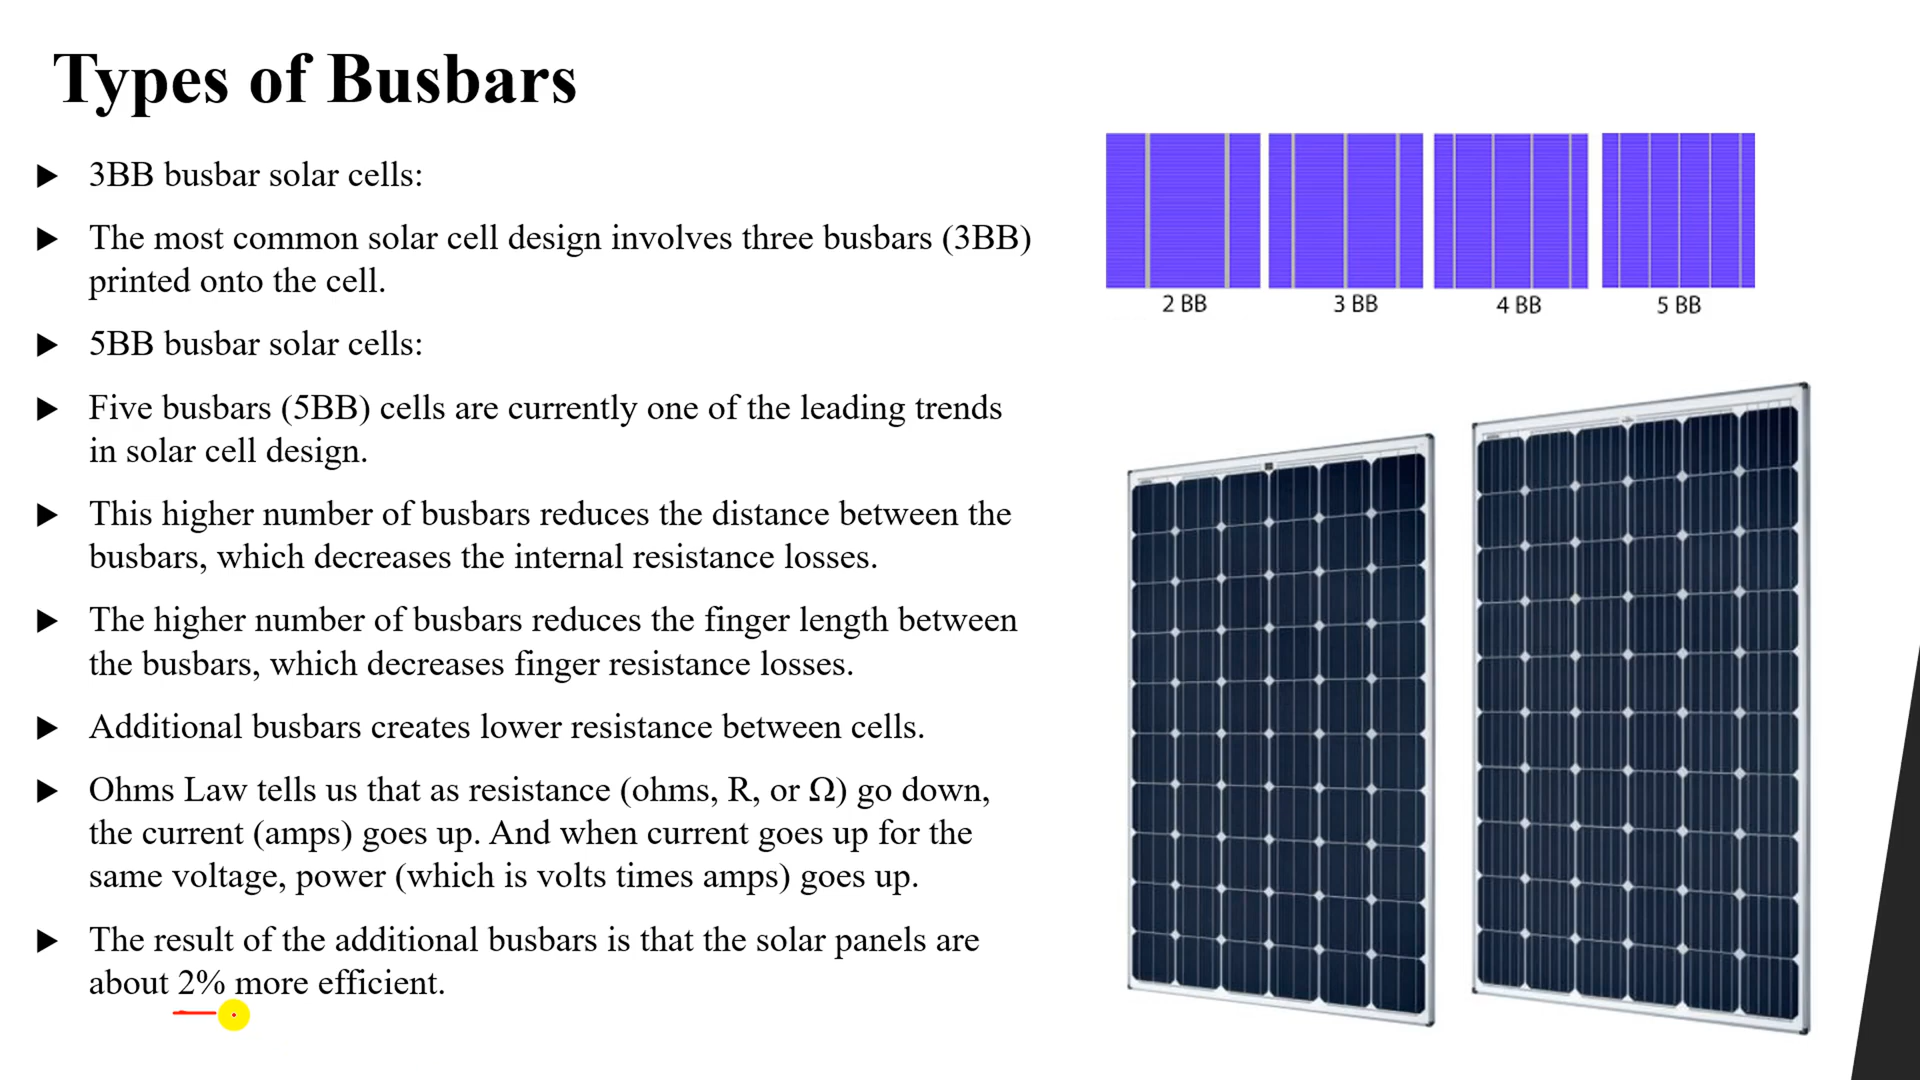 Types of Busbars
3BB busbar solar cells:
The most common solar cell design involves three busbars (3BB)
printed onto the cell.
5BB busbar solar cells:
Five busbars (5BB) cells are currently one of the leading trends
in solar cell design.
This higher number of busbars reduces the distance between the
busbars, which decreases the internal resistance losses.
The higher number of busbars reduces the finger length between
the busbars, which decreases finger resistance losses.
Additional busbars creates lower resistance between cells.
Ohms Law tells us that as resistance (ohms, R, or Ω) go down,
the current (amps) goes up. And when current goes up for the
same voltage, power (which is volts times amps) goes up.
The result of the additional busbars is that the solar panels are
about 2% more efficient.
2 BB
3 BB
4 BB
5 BB